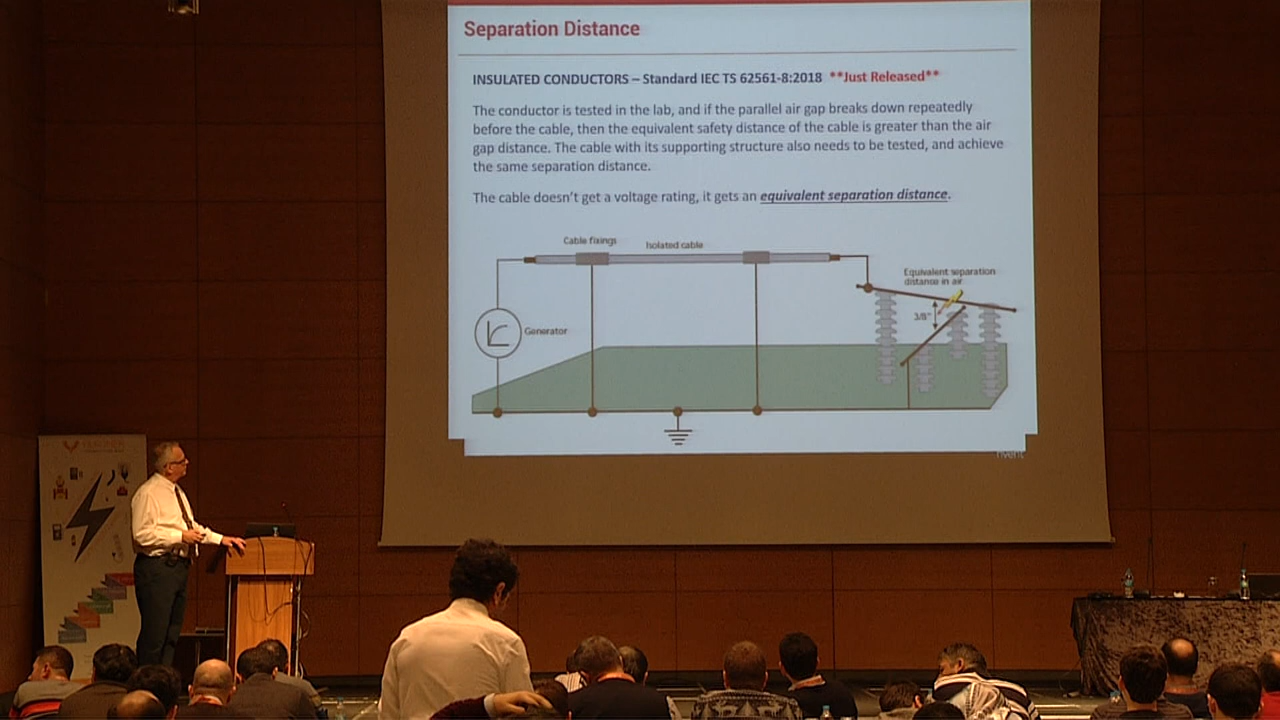 Separation Distance
INSULATED CONDUCTORS – Standard IEC TS 62561-8:2018 **Just Released**
The conductor is tested in the lab, and if the parallel air gap breaks down repeatedly
before the cable, then the equivalent safety distance of the cable is greater than the air
gap distance. The cable with its supporting structure also needs to be tested, and achieve
the same separation distance.
The cable doesn't get a voltage rating, it gets an equivalent separation distance.
Cable fixings
Isolated cable
Equivalent separation
distance in air
3/8"
Generator
nvent